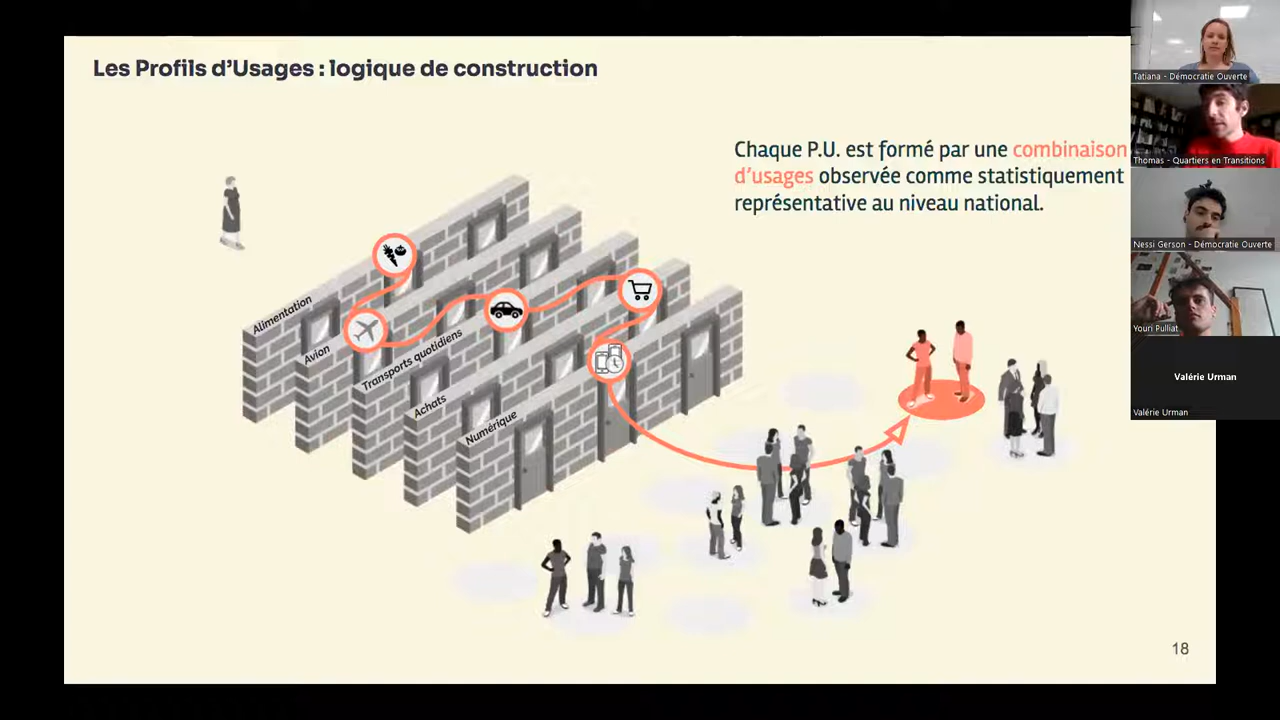 Les Profils d'Usages : logique de construction
Chaque P.U. est formé par une combinaison
d'usages observée comme statistiquement
représentative au niveau national.
Alimentation
Avion
Transports quotidiens
Achats
Numérique
18
Tatiana - Démocratie Ouverte
Thomas - Quartiers en Transitions
Nessi Gerson - Démocratie Ouverte
Youri Pulliat
Valérie Urman
Valérie Urman